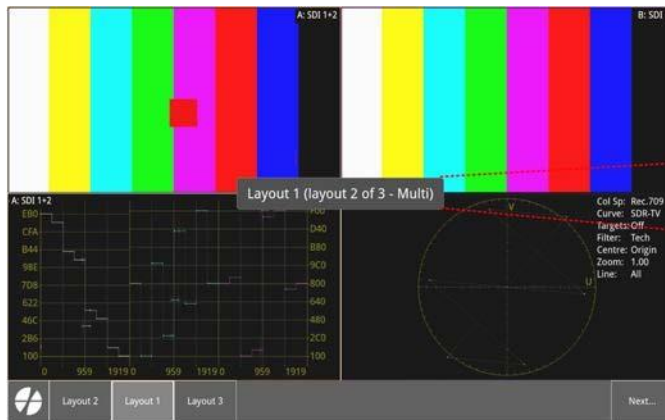 A: SDI 1+2
B: SDI
Layout 1 (layout 2 of 3 - Multi)
A: SDI 1+2
EB0
CFA
B44
98E
7D8
622
46C
2B6
100
0 959 1919 0 959 1919 0 959 1919
F00
D40
B80
9C0
800
640
480
2C0
100
V
U
Col Sp: Rec.709
Curve: SDR-TV
Targets: Off
Filter: Tech
Centre: Origin
Zoom: 1.00
Line: All
Layout 2
Layout 1
Layout 3
Next...